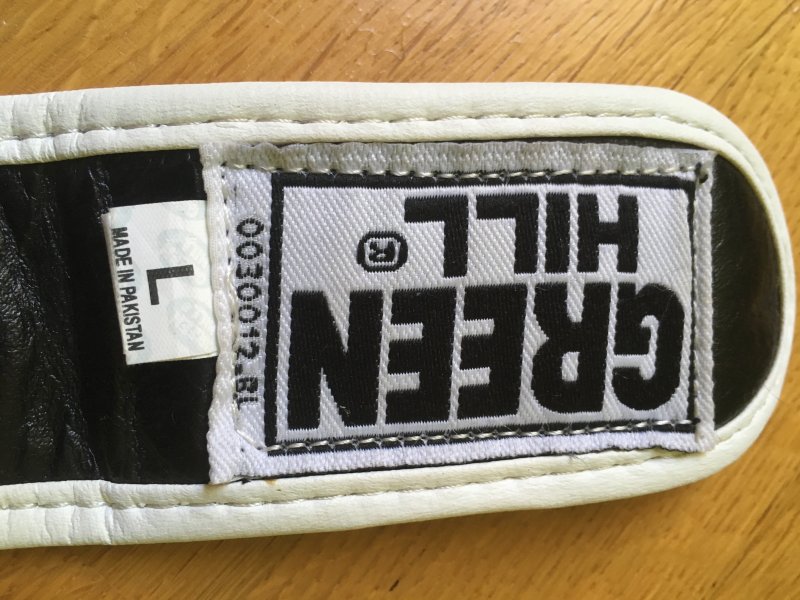 GREEN
HILL ®
0030012-BL
L
MADE IN PAKISTAN